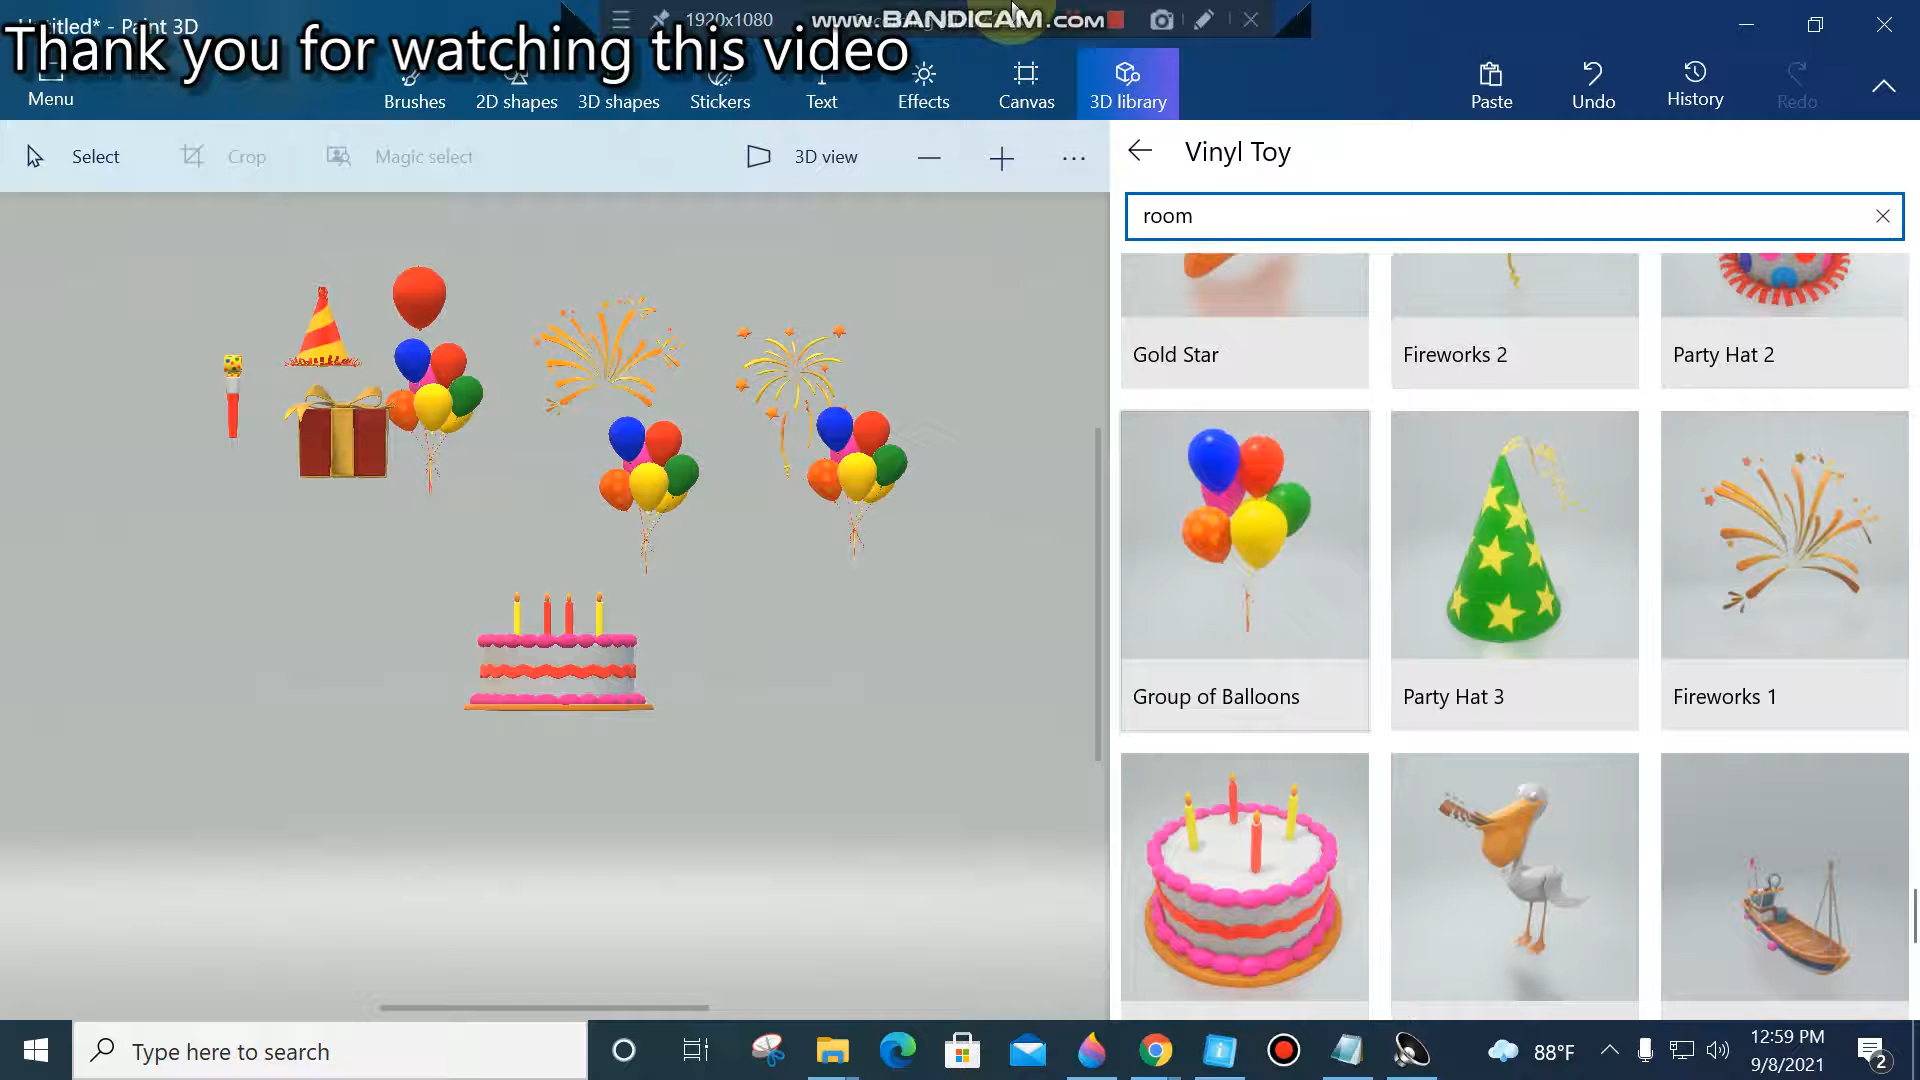 Untitled* - Paint 3D
1920x1080
www.BANDICAM.com
Thank you for watching this video
Menu
Brushes
2D shapes
3D shapes
Stickers
Text
Effects
Canvas
3D library
Paste
Undo
History
Redo
Select
Crop
Magic select
3D view
Vinyl Toy
room
Gold Star
Fireworks 2
Party Hat 2
Group of Balloons
Party Hat 3
Fireworks 1
Type here to search
88°F
12:59 PM
9/8/2021
2